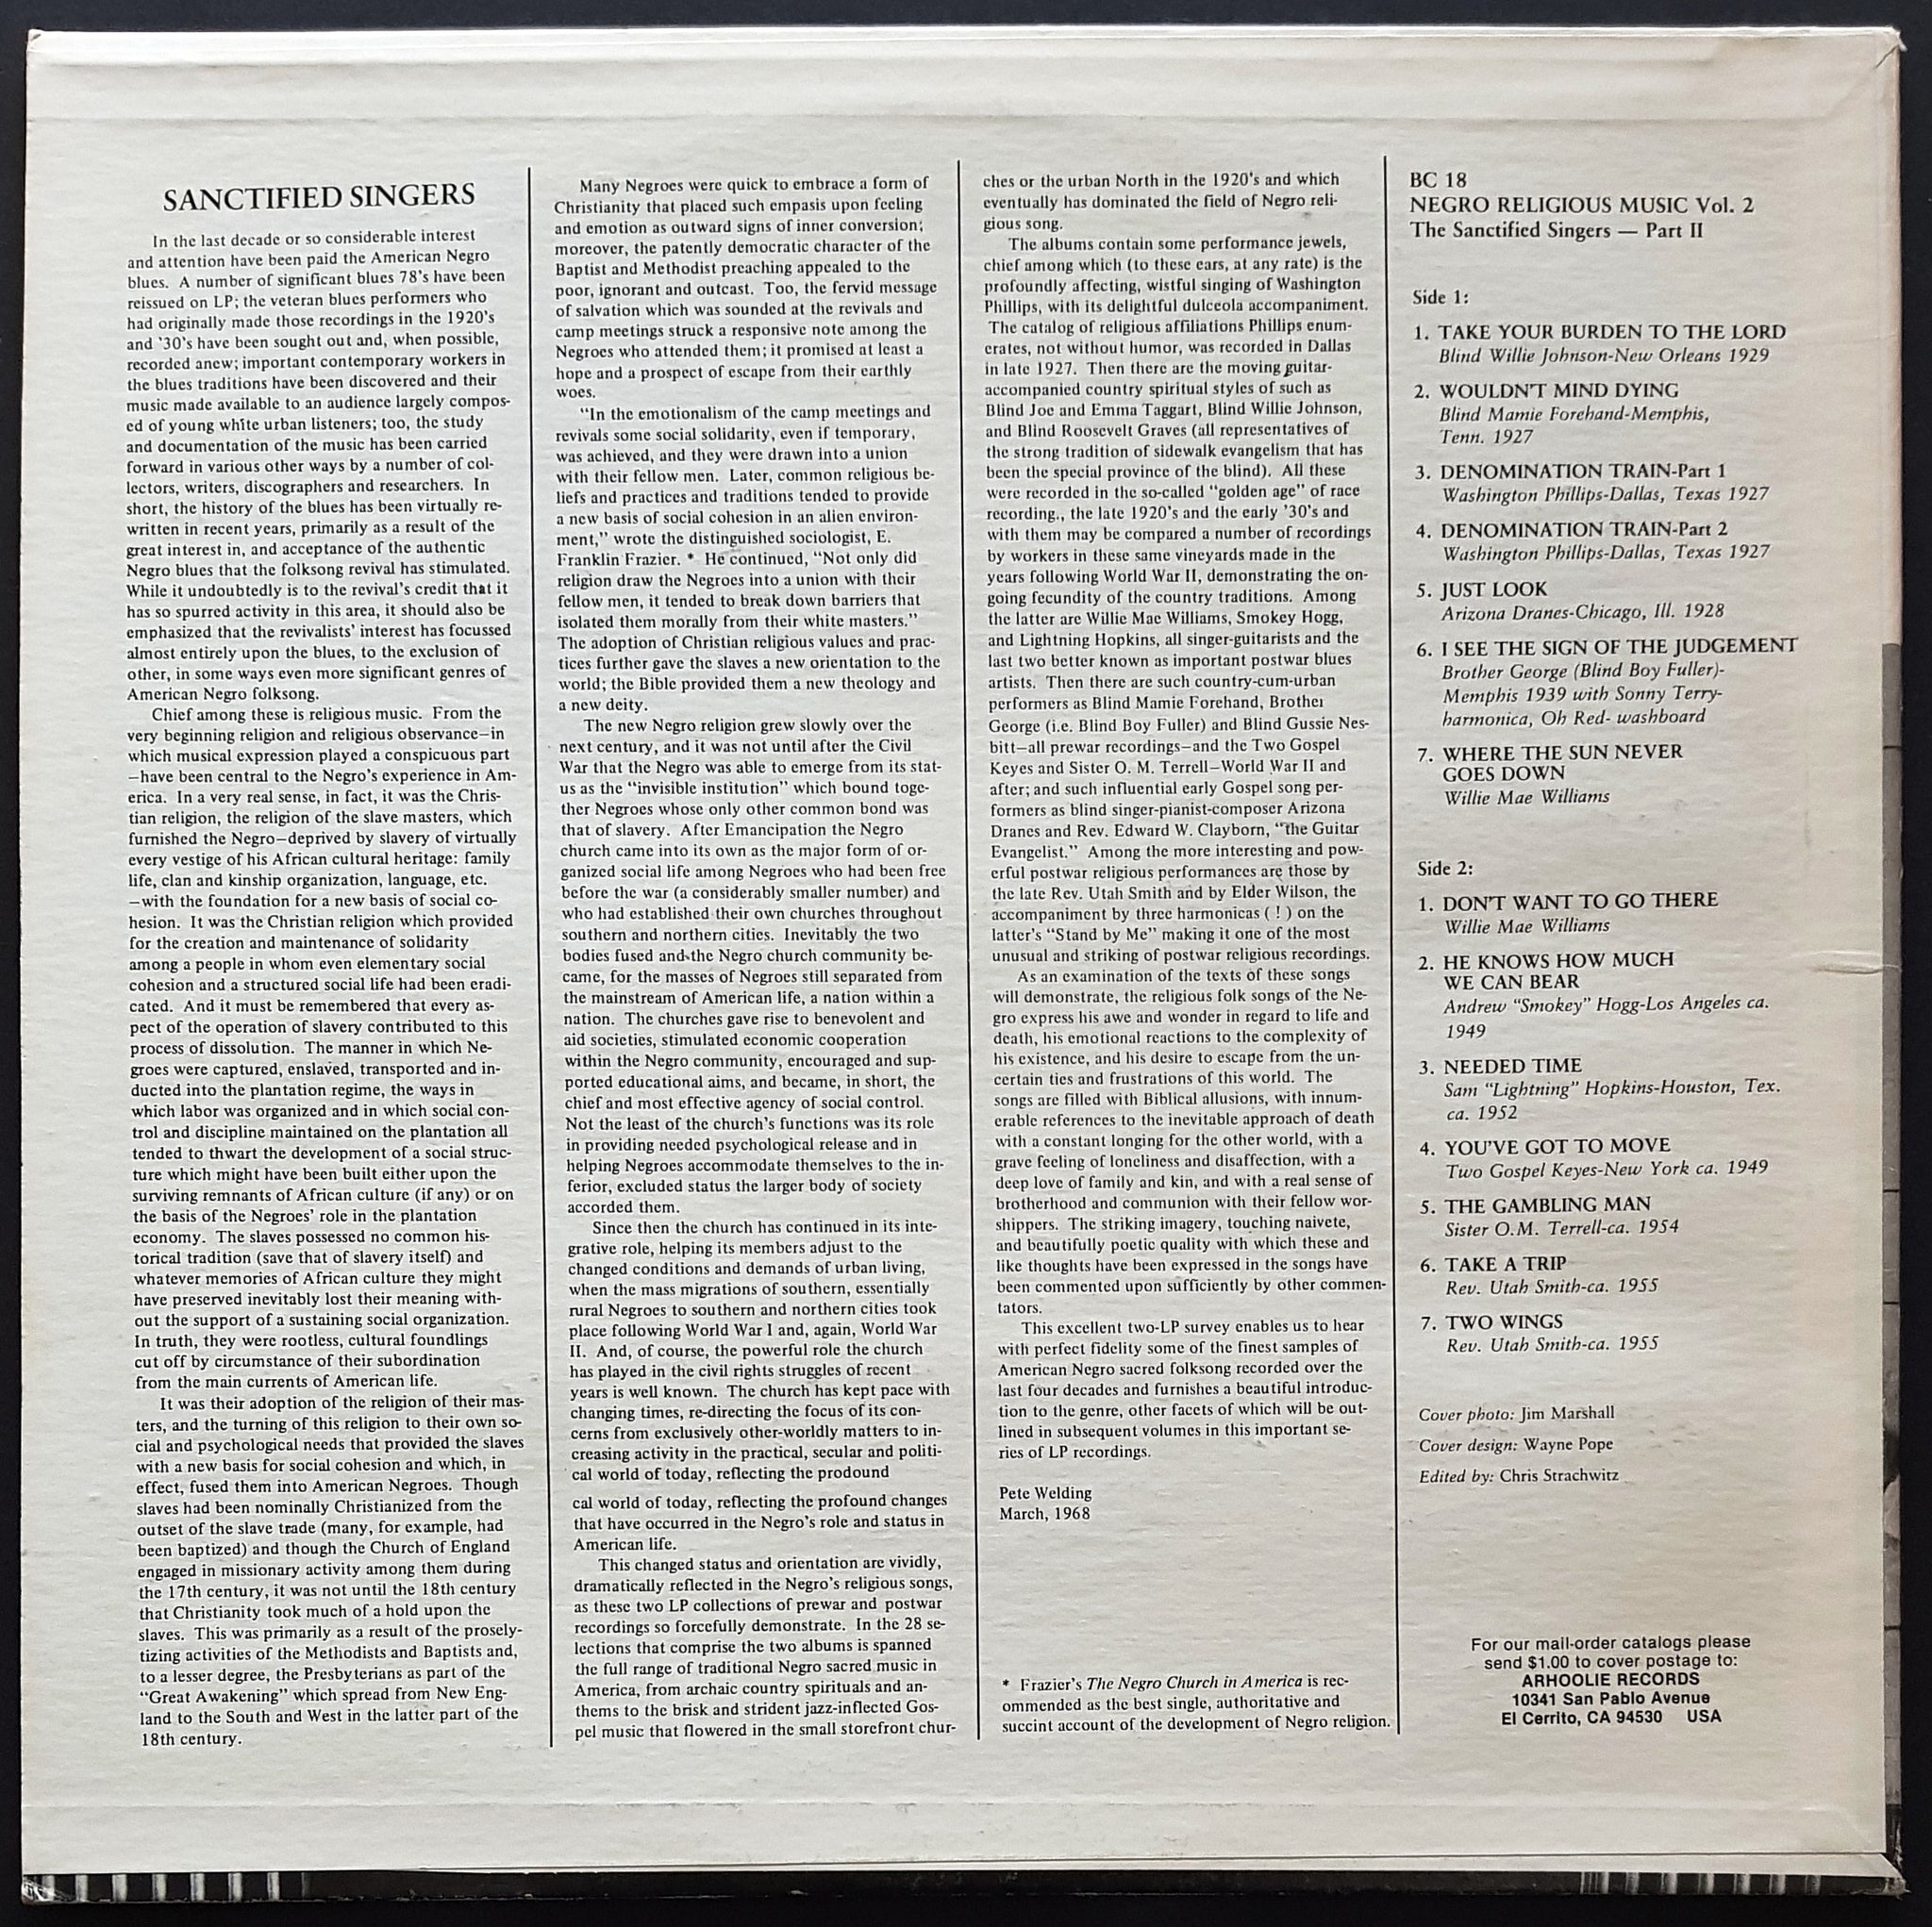 SANCTIFIED SINGERS
In the last decade or so considerable interest
and attention have been paid the American Negro
blues. A number of significant blues 78's have been
reissued on LP; the veteran blues performers who
had originally made those recordings in the 1920's
and '30's have been sought out and, when possible,
recorded anew; important contemporary workers in
the blues traditions have been discovered and their
music made available to an audience largely compos-
ed of young white urban listeners; too, the study
and documentation of the music has been carried
forward in various other ways by a number of col-
lectors, writers, discographers and researchers. In
short, the history of the blues has been virtually re-
written in recent years, primarily as a result of the
great interest in, and acceptance of the authentic
Negro blues that the folksong revival has stimulated.
While it undoubtedly is to the revival's credit that it
has so spurred activity in this area, it should also be
emphasized that the revivalists' interest has focussed
almost entirely upon the blues, to the exclusion of
other, in some ways even more significant genres of
American Negro folksong.
Chief among these is religious music. From the
very beginning religion and religious observance—in
which musical expression played a conspicuous part
—have been central to the Negro's experience in Am-
erica. In a very real sense, in fact, it was the Chris-
tian religion, the religion of the slave masters, which
furnished the Negro—deprived by slavery of virtually
every vestige of his African cultural heritage: family
life, clan and kinship organization, language, etc.
—with the foundation for a new basis of social co-
hesion. It was the Christian religion which provided
for the creation and maintenance of solidarity
among a people in whom even elementary social
cohesion and a structured social life had been eradi-
cated. And it must be remembered that every as-
pect of the operation of slavery contributed to this
process of dissolution. The manner in which Ne-
groes were captured, enslaved, transported and in-
ducted into the plantation regime, the ways in
which labor was organized and in which social con-
trol and discipline maintained on the plantation all
tended to thwart the development of a social struc-
ture which might have been built either upon the
surviving remnants of African culture (if any) or on
the basis of the Negroes' role in the plantation
economy. The slaves possessed no common his-
torical tradition (save that of slavery itself) and
whatever memories of African culture they might
have preserved inevitably lost their meaning with-
out the support of a sustaining social organization.
In truth, they were rootless, cultural foundlings
cut off by circumstance of their subordination
from the main currents of American life.
It was their adoption of the religion of their mas-
ters, and the turning of this religion to their own so-
cial and psychological needs that provided the slaves
with a new basis for social cohesion and which, in
effect, fused them into American Negroes. Though
slaves had been nominally Christianized from the
outset of the slave trade (many, for example, had
been baptized) and though the Church of England
engaged in missionary activity among them during
the 17th century, it was not until the 18th century
that Christianity took much of a hold upon the
slaves. This was primarily as a result of the prosely-
tizing activities of the Methodists and Baptists and,
to a lesser degree, the Presbyterians as part of the
“Great Awakening” which spread from New Eng-
land to the South and West in the latter part of the
18th century.
Many Negroes were quick to embrace a form of
Christianity that placed such empasis upon feeling
and emotion as outward signs of inner conversion;
moreover, the patently democratic character of the
Baptist and Methodist preaching appealed to the
poor, ignorant and outcast. Too, the fervid message
of salvation which was sounded at the revivals and
camp meetings struck a responsive note among the
Negroes who attended them; it promised at least a
hope and a prospect of escape from their earthly
woes.
“In the emotionalism of the camp meetings and
revivals some social solidarity, even if temporary,
was achieved, and they were drawn into a union
with their fellow men. Later, common religious be-
liefs and practices and traditions tended to provide
a new basis of social cohesion in an alien environ-
ment,” wrote the distinguished sociologist, E.
Franklin Frazier. * He continued, “Not only did
religion draw the Negroes into a union with their
fellow men, it tended to break down barriers that
isolated them morally from their white masters.”
The adoption of Christian religious values and prac-
tices further gave the slaves a new orientation to the
world; the Bible provided them a new theology and
a new deity.
The new Negro religion grew slowly over the
next century, and it was not until after the Civil
War that the Negro was able to emerge from its stat-
us as the “invisible institution” which bound toge-
ther Negroes whose only other common bond was
that of slavery. After Emancipation the Negro
church came into its own as the major form of or-
ganized social life among Negroes who had been free
before the war (a considerably smaller number) and
who had established their own churches throughout
southern and northern cities. Inevitably the two
bodies fused and the Negro church community be-
came, for the masses of Negroes still separated from
the mainstream of American life, a nation within a
nation. The churches gave rise to benevolent and
aid societies, stimulated economic cooperation
within the Negro community, encouraged and sup-
ported educational aims, and became, in short, the
chief and most effective agency of social control.
Not the least of the church's functions was its role
in providing needed psychological release and in
helping Negroes accommodate themselves to the in-
ferior, excluded status the larger body of society
accorded them.
Since then the church has continued in its inte-
grative role, helping its members adjust to the
changed conditions and demands of urban living,
when the mass migrations of southern, essentially
rural Negroes to southern and northern cities took
place following World War I and, again, World War
II. And, of course, the powerful role the church
has played in the civil rights struggles of recent
years is well known. The church has kept pace with
changing times, re-directing the focus of its con-
cerns from exclusively other-worldly matters to in-
creasing activity in the practical, secular and politi-
cal world of today, reflecting the prodound
cal world of today, reflecting the profound changes
that have occurred in the Negro's role and status in
American life.
This changed status and orientation are vividly,
dramatically reflected in the Negro's religious songs,
as these two LP collections of prewar and postwar
recordings so forcefully demonstrate. In the 28 se-
lections that comprise the two albums is spanned
the full range of traditional Negro sacred music in
America, from archaic country spirituals and an-
thems to the brisk and strident jazz-inflected Gos-
pel music that flowered in the small storefront chur-
ches or the urban North in the 1920's and which
eventually has dominated the field of Negro reli-
gious song.
The albums contain some performance jewels,
chief among which (to these ears, at any rate) is the
profoundly affecting, wistful singing of Washington
Phillips, with its delightful dulceola accompaniment.
The catalog of religious affiliations Phillips enum-
erates, not without humor, was recorded in Dallas
in late 1927. Then there are the moving guitar-
accompanied country spiritual styles of such as
Blind Joe and Emma Taggart, Blind Willie Johnson,
and Blind Roosevelt Graves (all representatives of
the strong tradition of sidewalk evangelism that has
been the special province of the blind). All these
were recorded in the so-called “golden age” of race
recording., the late 1920's and the early '30's and
with them may be compared a number of recordings
by workers in these same vineyards made in the
years following World War II, demonstrating the on-
going fecundity of the country traditions. Among
the latter are Willie Mae Williams, Smokey Hogg,
and Lightning Hopkins, all singer-guitarists and the
last two better known as important postwar blues
artists. Then there are such country-cum-urban
performers as Blind Mamie Forehand, Brother
George (i.e. Blind Boy Fuller) and Blind Gussie Nes-
bitt—all prewar recordings—and the Two Gospel
Keyes and Sister O. M. Terrell—World War II and
after; and such influential early Gospel song per-
formers as blind singer-pianist-composer Arizona
Dranes and Rev. Edward W. Clayborn, “the Guitar
Evangelist.” Among the more interesting and pow-
erful postwar religious performances are those by
the late Rev. Utah Smith and by Elder Wilson, the
accompaniment by three harmonicas ( ! ) on the
latter's “Stand by Me” making it one of the most
unusual and striking of postwar religious recordings.
As an examination of the texts of these songs
will demonstrate, the religious folk songs of the Ne-
gro express his awe and wonder in regard to life and
death, his emotional reactions to the complexity of
his existence, and his desire to escape from the un-
certain ties and frustrations of this world. The
songs are filled with Biblical allusions, with innum-
erable references to the inevitable approach of death
with a constant longing for the other world, with a
grave feeling of loneliness and disaffection, with a
deep love of family and kin, and with a real sense of
brotherhood and communion with their fellow wor-
shippers. The striking imagery, touching naivete,
and beautifully poetic quality with which these and
like thoughts have been expressed in the songs have
been commented upon sufficiently by other commen-
tators.
This excellent two-LP survey enables us to hear
with perfect fidelity some of the finest samples of
American Negro sacred folksong recorded over the
last four decades and furnishes a beautiful introduc-
tion to the genre, other facets of which will be out-
lined in subsequent volumes in this important se-
ries of LP recordings.
Pete Welding
March, 1968
* Frazier's The Negro Church in America is rec-
ommended as the best single, authoritative and
succint account of the development of Negro religion.
BC 18
NEGRO RELIGIOUS MUSIC Vol. 2
The Sanctified Singers — Part II
Side 1:
1. TAKE YOUR BURDEN TO THE LORD
Blind Willie Johnson-New Orleans 1929
2. WOULDN'T MIND DYING
Blind Mamie Forehand-Memphis,
Tenn. 1927
3. DENOMINATION TRAIN-Part 1
Washington Phillips-Dallas, Texas 1927
4. DENOMINATION TRAIN-Part 2
Washington Phillips-Dallas, Texas 1927
5. JUST LOOK
Arizona Dranes-Chicago, Ill. 1928
6. I SEE THE SIGN OF THE JUDGEMENT
Brother George (Blind Boy Fuller)-
Memphis 1939 with Sonny Terry-
harmonica, Oh Red- washboard
7. WHERE THE SUN NEVER
GOES DOWN
Willie Mae Williams
Side 2:
1. DON'T WANT TO GO THERE
Willie Mae Williams
2. HE KNOWS HOW MUCH
WE CAN BEAR
Andrew “Smokey” Hogg-Los Angeles ca.
1949
3. NEEDED TIME
Sam “Lightning” Hopkins-Houston, Tex.
ca. 1952
4. YOU'VE GOT TO MOVE
Two Gospel Keyes-New York ca. 1949
5. THE GAMBLING MAN
Sister O.M. Terrell-ca. 1954
6. TAKE A TRIP
Rev. Utah Smith-ca. 1955
7. TWO WINGS
Rev. Utah Smith-ca. 1955
Cover photo: Jim Marshall
Cover design: Wayne Pope
Edited by: Chris Strachwitz
For our mail-order catalogs please
send $1.00 to cover postage to:
ARHOOLIE RECORDS
10341 San Pablo Avenue
El Cerrito, CA 94530 USA